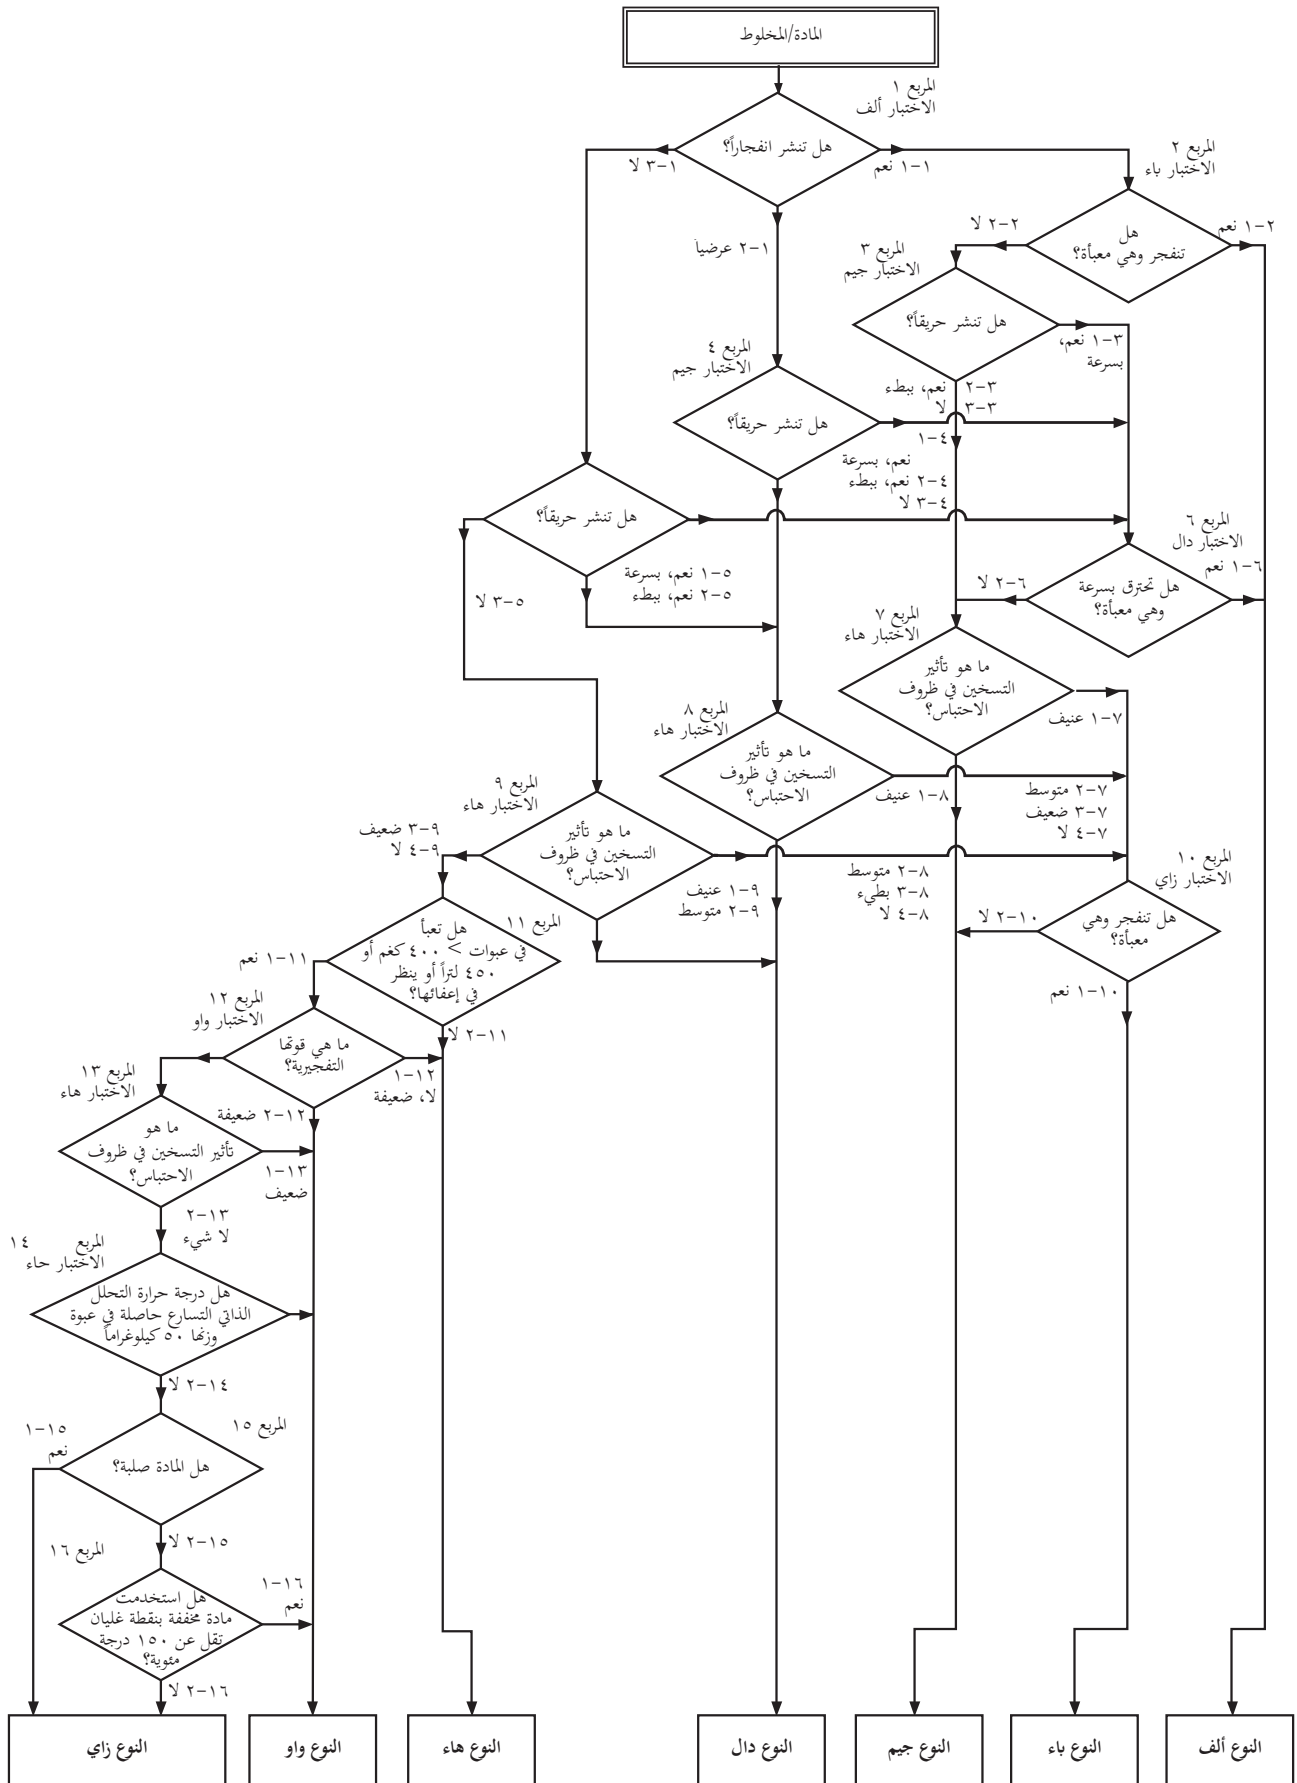 المادة/المخلوط
المربع ١
الاختبار ألف
هل تنشر انفجاراً؟
١-١ نعم
١-٣ لا
المربع ٢
الاختبار باء
١-٢ عرضياً
هل
تنفجر وهي معبأة؟
٢-١ نعم
٢-٢ لا
المربع ٣
الاختبار جيم
هل تنشر حريقاً؟
٣-١ نعم،
بسرعة
٣-٢ نعم، ببطء
٣-٣ لا
المربع ٤
الاختبار جيم
هل تنشر حريقاً؟
٤-١
نعم، بسرعة
٤-٢ نعم، ببطء
٤-٣ لا
هل تنشر حريقاً؟
٥-١ نعم، بسرعة
٥-٢ نعم، ببطء
٥-٣ لا
المربع ٦
الاختبار دال
هل تحترق بسرعة
وهي معبأة؟
٦-١ نعم
٦-٢ لا
المربع ٧
الاختبار هاء
ما هو تأثير
التسخين في ظروف
الاحتباس؟
٧-١ عنيف
٧-٢ متوسط
٧-٣ ضعيف
٧-٤ لا
المربع ٨
الاختبار هاء
ما هو تأثير
التسخين في ظروف
الاحتباس؟
٨-١ عنيف
٨-٢ متوسط
٨-٣ بطيء
٨-٤ لا
المربع ٩
الاختبار هاء
ما هو تأثير
التسخين في ظروف
الاحتباس؟
٩-١ عنيف
٩-٢ متوسط
٩-٣ ضعيف
٩-٤ لا
المربع ١٠
الاختبار زاي
هل تنفجر وهي
معبأة؟
١٠-٢ لا
١٠-١ نعم
المربع ١١
هل تعبأ
في عبوات > ٤٠٠ كغم أو
٤٥٠ لتراً أو ينظر
في إعفائها؟
١١-١ نعم
١١-٢ لا
المربع ١٢
الاختبار واو
ما هي قوتها
التفجيرية؟
١٢-١
لا، ضعيفة
١٢-٢ ضعيفة
المربع ١٣
الاختبار هاء
ما هو
تأثير التسخين في ظروف
الاحتباس؟
١٣-١
ضعيف
١٣-٢
لا شيء
المربع ١٤
الاختبار حاء
هل درجة حرارة التحلل
الذاتي التسارع حاصلة في عبوة
وزنها ٥٠ كيلوغراماً
١٤-٢ لا
المربع ١٥
هل المادة صلبة؟
١٥-١
نعم
١٥-٢ لا
المربع ١٦
هل استخدمت
مادة مخففة بنقطة غليان
تقل عن ١٥٠ درجة
مئوية؟
١٦-١
نعم
١٦-٢ لا
النوع ألف
النوع باء
النوع جيم
النوع دال
النوع هاء
النوع واو
النوع زاي